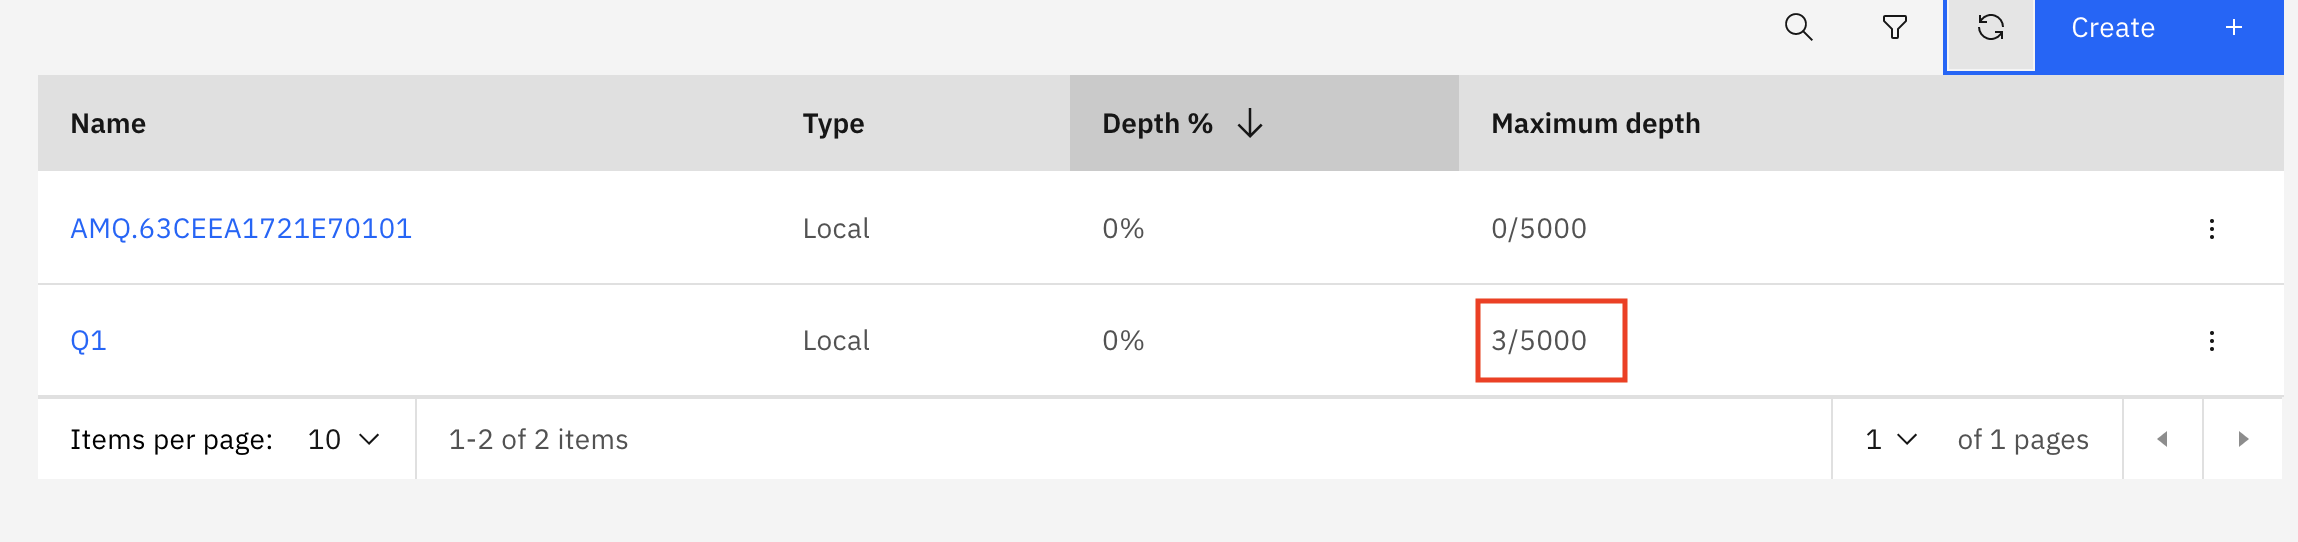 Create +
Name Type Depth % Maximum depth
AMQ.63CEEA1721E70101 Local 0% 0/5000
Q1 Local 0% 3/5000
Items per page: 10 1-2 of 2 items 1 of 1 pages